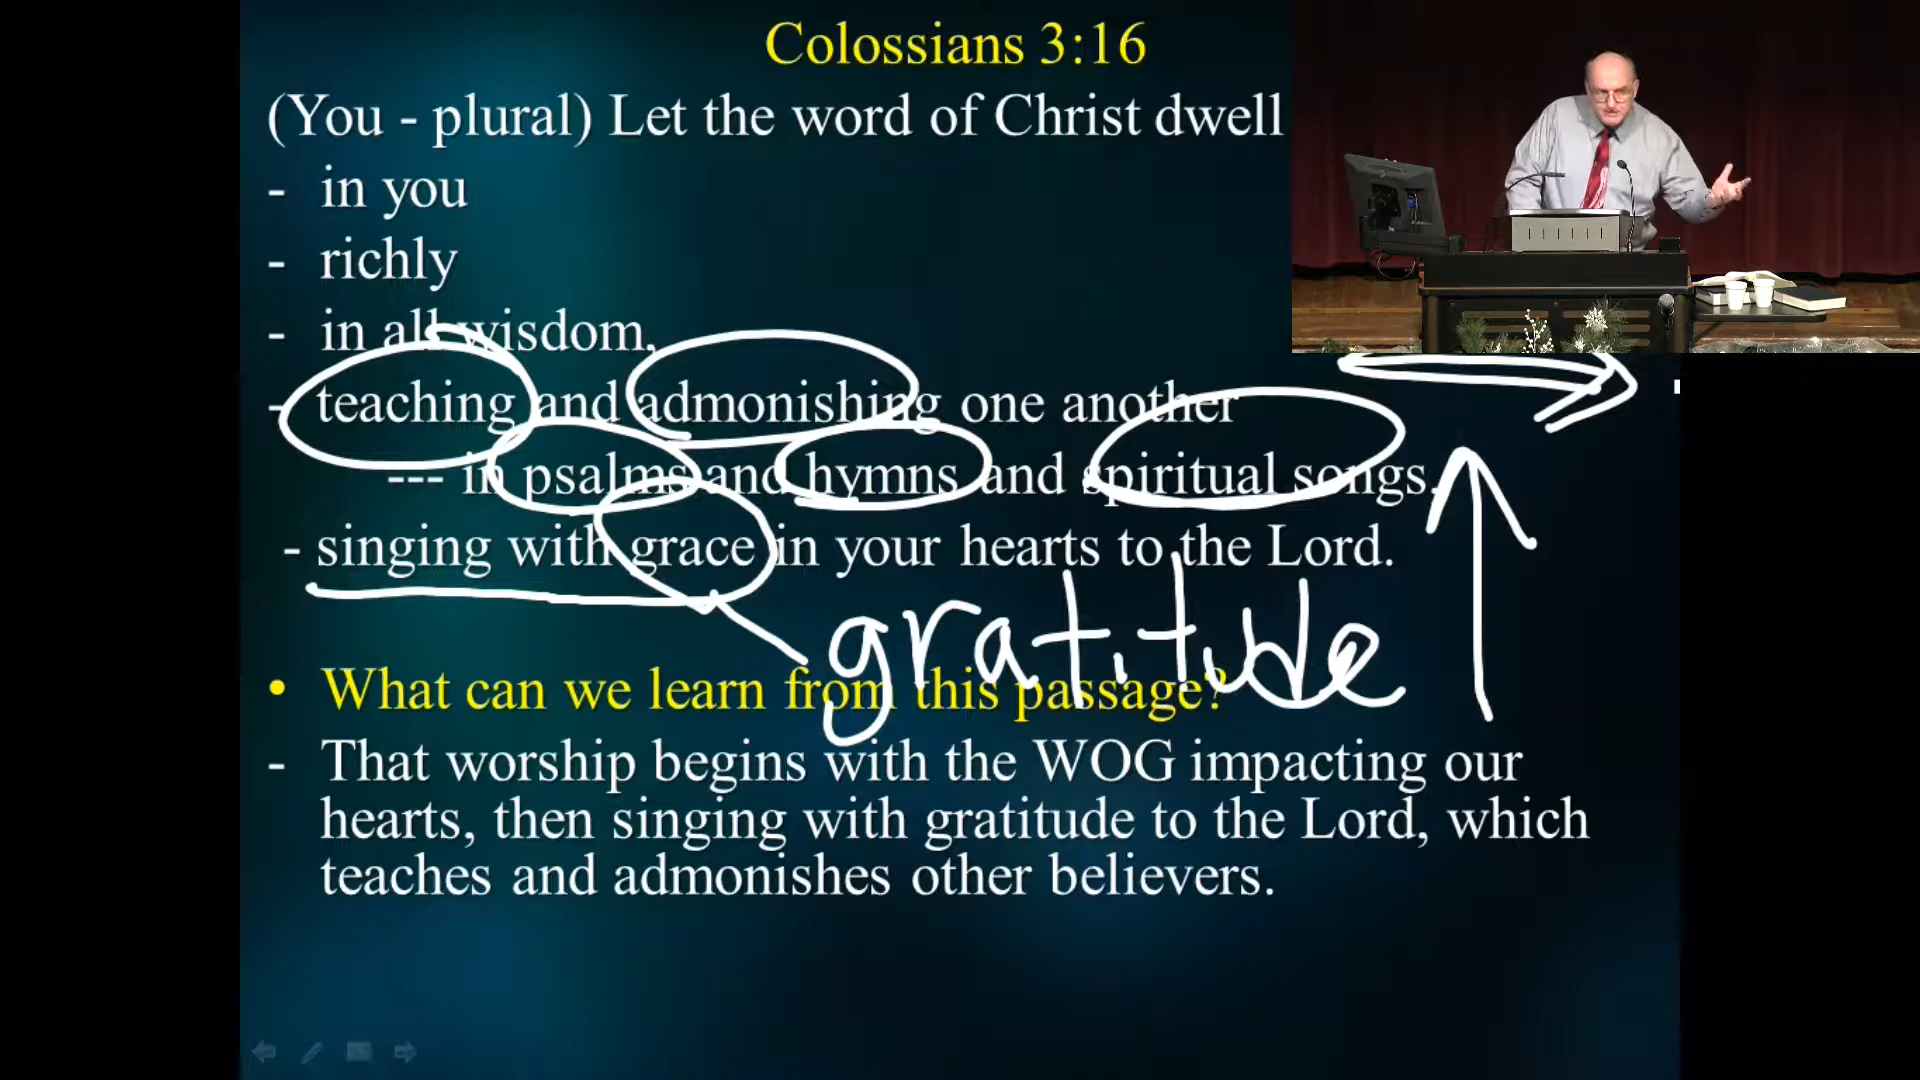 Colossians 3:16
(You - plural) Let the word of Christ dwell
- in you
- richly
- in all wisdom,
- teaching and admonishing one another
--- in psalms and hymns and spiritual songs,
- singing with grace in your hearts to the Lord.
gratitude
• What can we learn from this passage?
- That worship begins with the WOG impacting our
hearts, then singing with gratitude to the Lord, which
teaches and admonishes other believers.